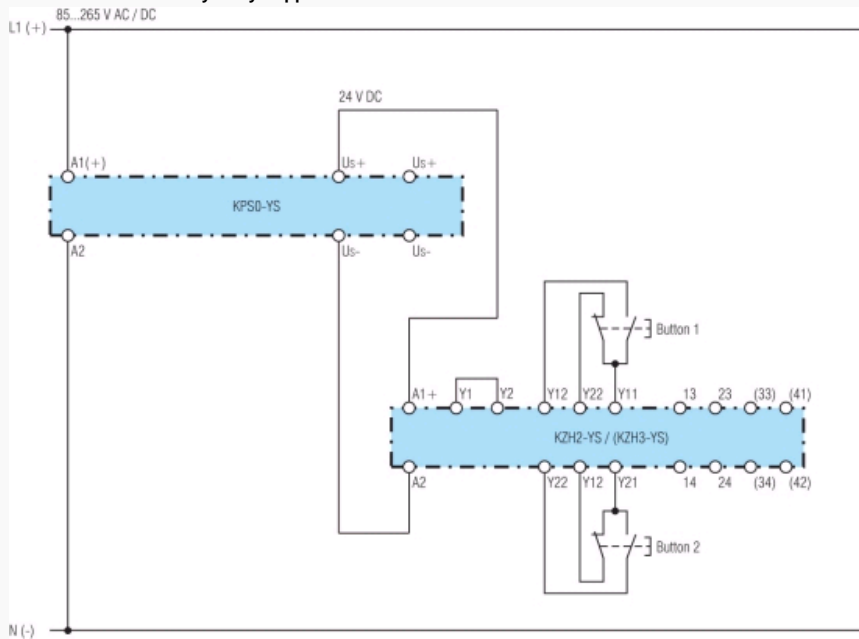 85...265 V AC / DC
L1 (+)
24 V DC
A1(+) Us+ Us+
KPS0-YS
A2 Us- Us-
Button 1
A1+ Y1 Y2 Y12 Y22 Y11 13 23 (33) (41)
KZH2-YS / (KZH3-YS)
A2 Y22 Y12 Y21 14 24 (34) (42)
Button 2
N (-)